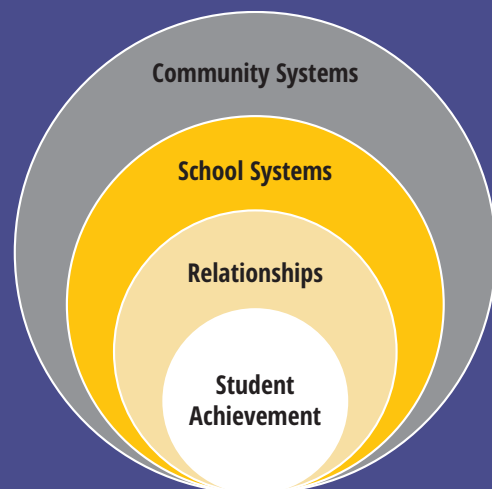 Community Systems
School Systems
Relationships
Student
Achievement